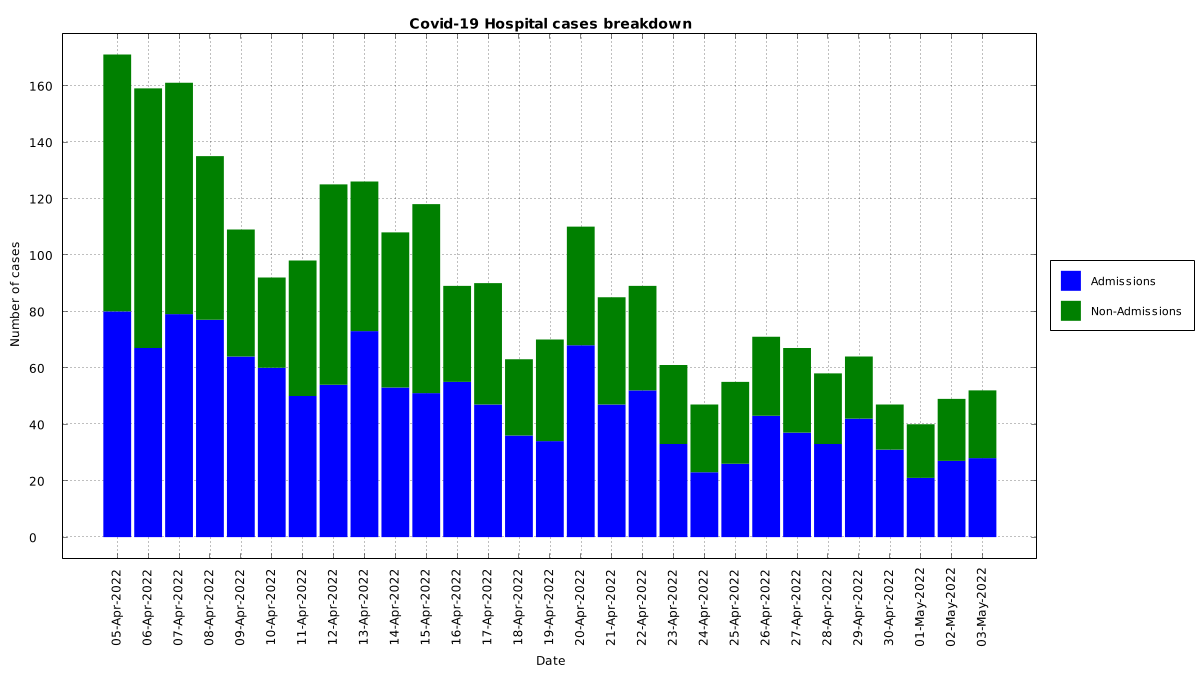 Covid-19 Hospital cases breakdown
Number of cases
160
140
120
100
80
60
40
20
0
05-Apr-2022
06-Apr-2022
07-Apr-2022
08-Apr-2022
09-Apr-2022
10-Apr-2022
11-Apr-2022
12-Apr-2022
13-Apr-2022
14-Apr-2022
15-Apr-2022
16-Apr-2022
17-Apr-2022
18-Apr-2022
19-Apr-2022
20-Apr-2022
21-Apr-2022
22-Apr-2022
23-Apr-2022
24-Apr-2022
25-Apr-2022
26-Apr-2022
27-Apr-2022
28-Apr-2022
29-Apr-2022
30-Apr-2022
01-May-2022
02-May-2022
03-May-2022
Date
Admissions
Non-Admissions